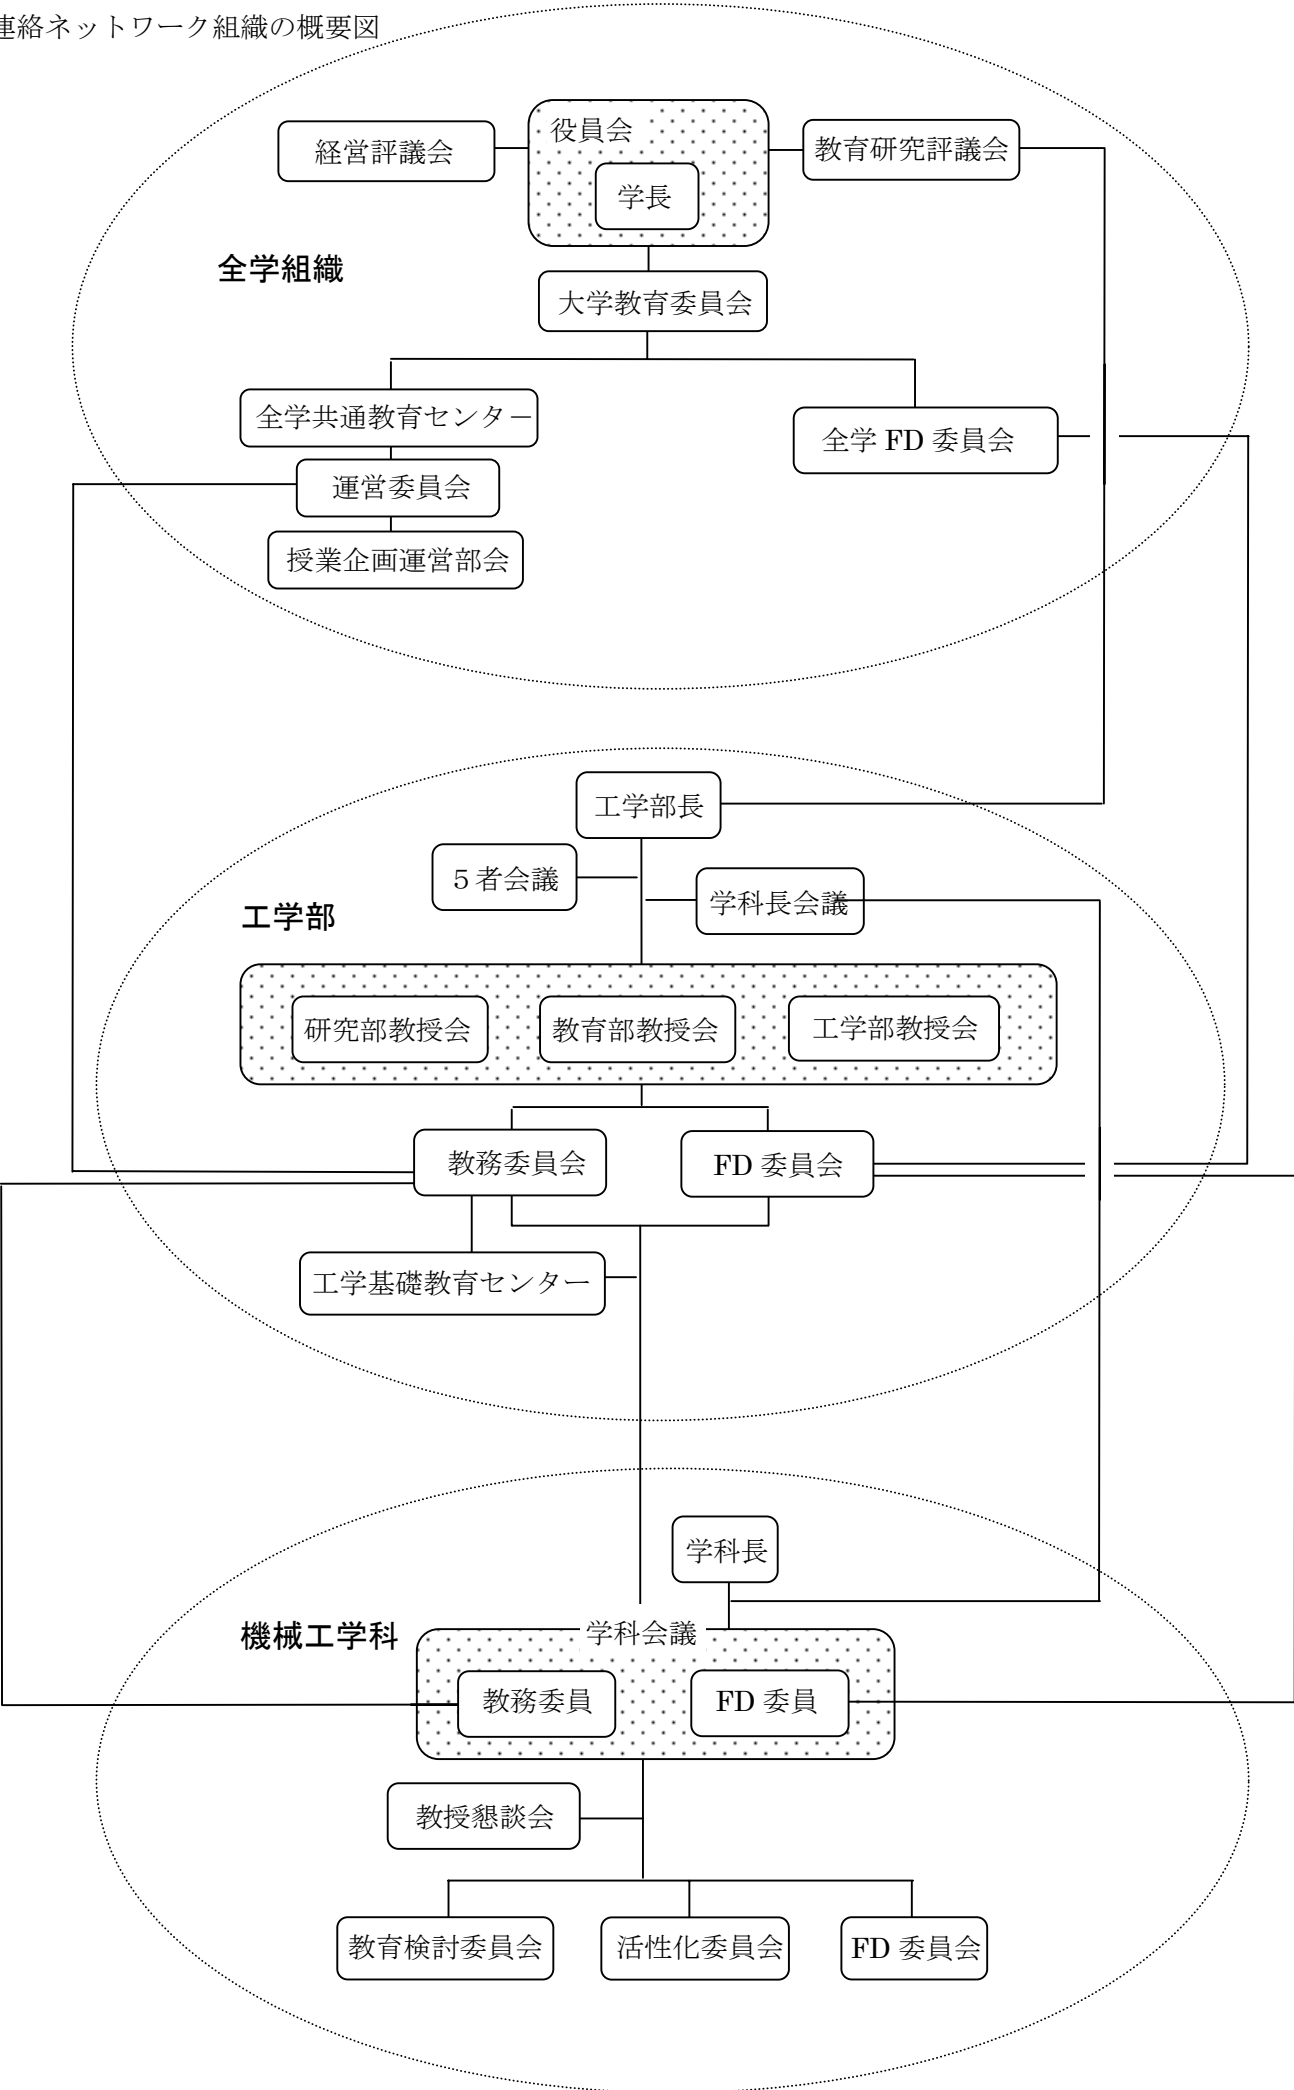 連絡ネットワーク組織の概要図
役員会
経営評議会
教育研究評議会
学長
全学組織
大学教育委員会
全学共通教育センター
全学 FD 委員会
運営委員会
授業企画運営部会
工学部長
5者会議
学科長会議
工学部
研究部教授会
教育部教授会
工学部教授会
教務委員会
FD 委員会
工学基礎教育センター
学科長
機械工学科
学科会議
教務委員
FD 委員
教授懇談会
教育検討委員会
活性化委員会
FD 委員会